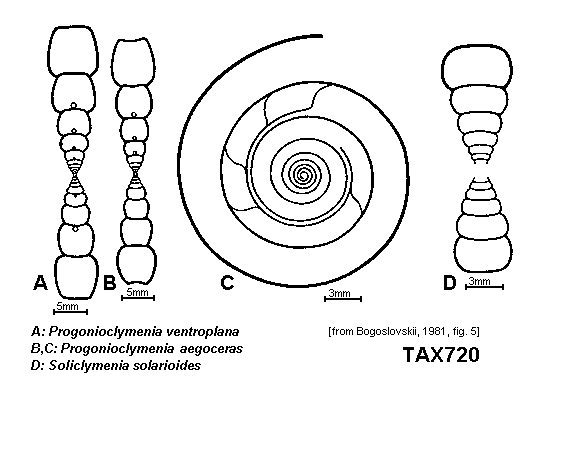 A
B
C
D
5mm
5mm
3mm
3mm
A: Progonioclymenia ventroplana
B,C: Progonioclymenia aegoceras
D: Soliclymenia solarioides
[from Bogoslovskii, 1981, fig. 5]
TAX720